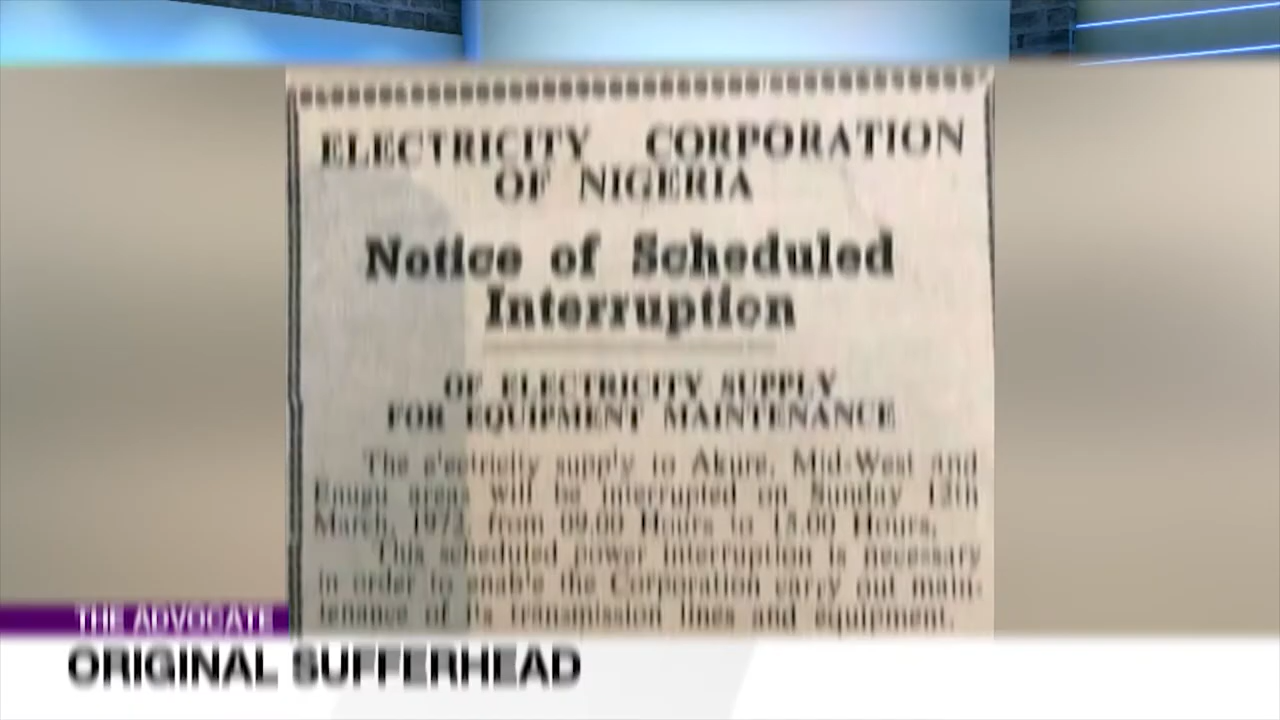 ELECTRICITY CORPORATION
OF NIGERIA
Notice of Scheduled
Interruption
OF ELECTRICITY SUPPLY
FOR EQUIPMENT MAINTENANCE
The electricity supply to Akure, Mid-West and
Enugu areas will be interrupted on Sunday 12th
March, 1972, from 09.00 Hours to 15.00 Hours.
This scheduled power interruption is necessary
in order to enable the Corporation carry out main-
tenance of its transmission lines and equipment.
THE ADVOCATE
ORIGINAL SUFFERHEAD